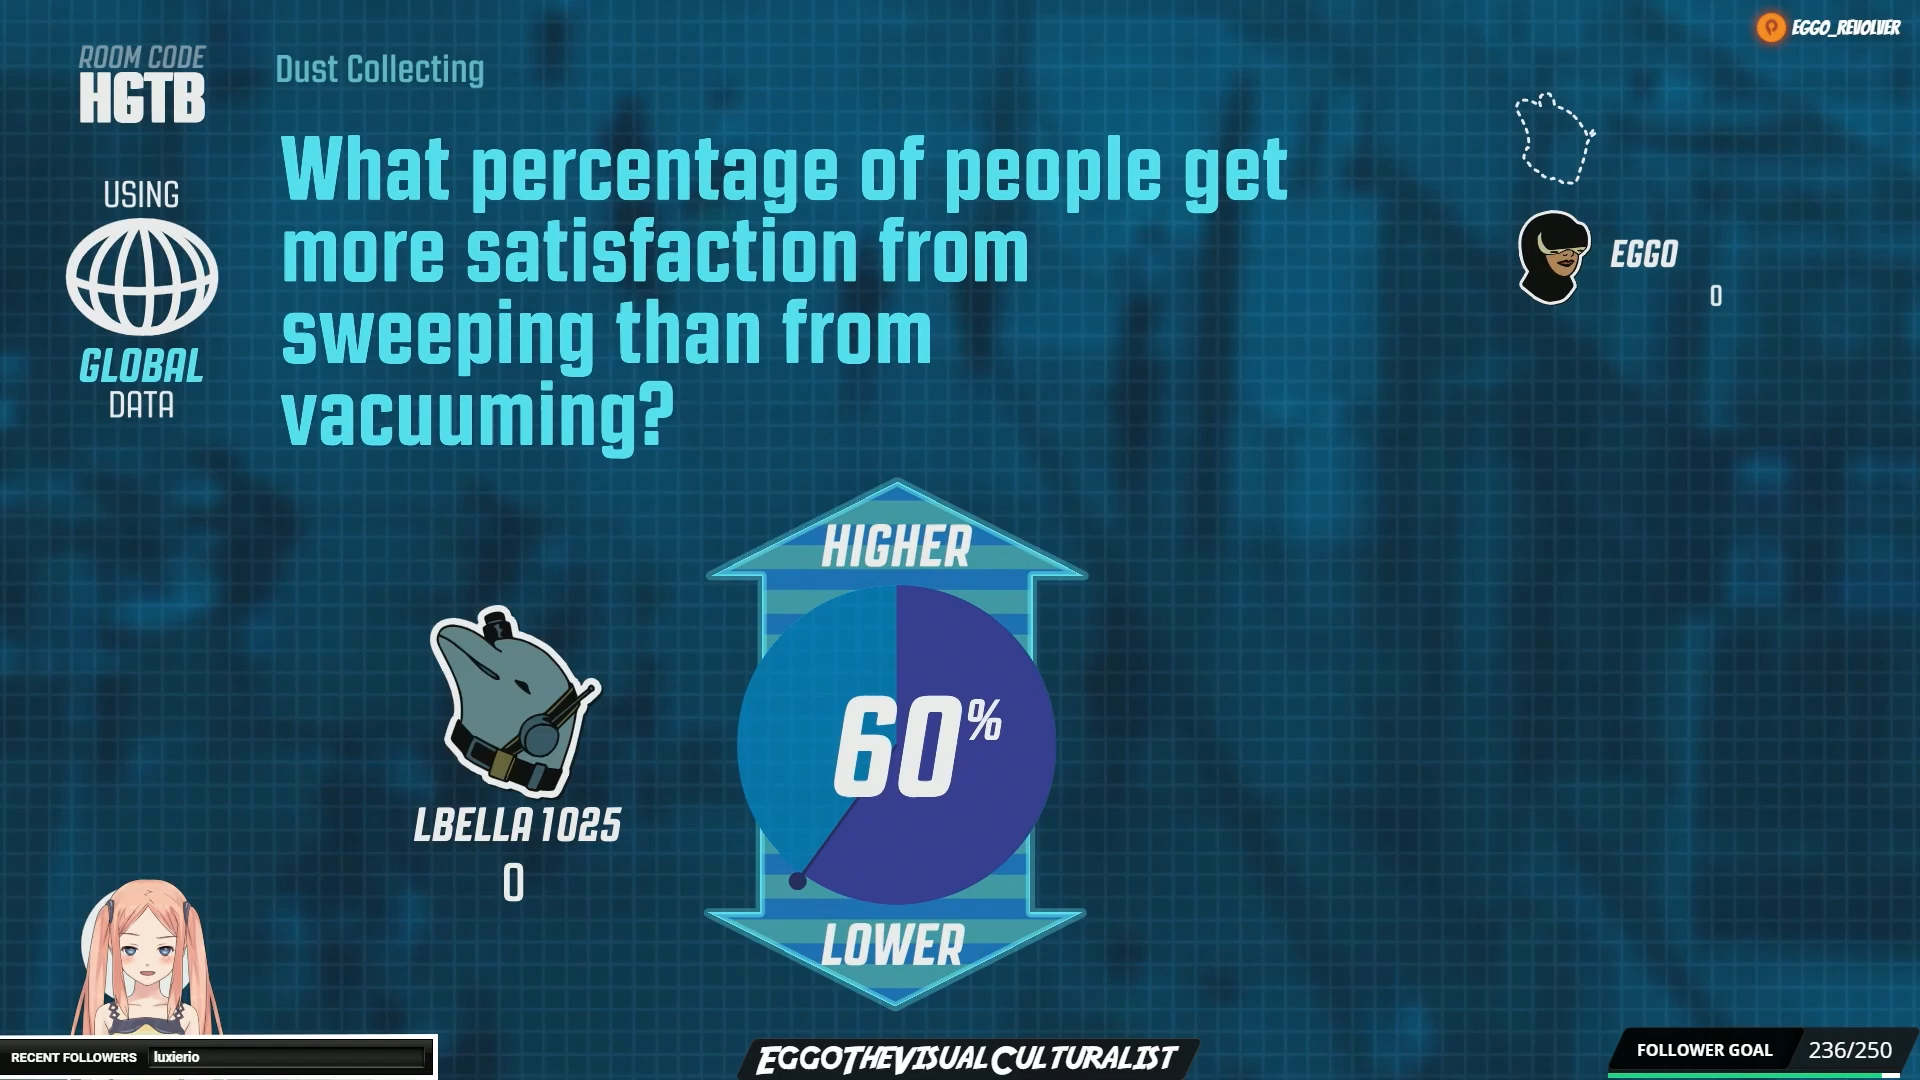 ROOM CODE
HGTB
Dust Collecting
EGGO_REVOLVER
What percentage of people get
more satisfaction from
sweeping than from
vacuuming?
USING
GLOBAL
DATA
EGGO
0
HIGHER
60%
LOWER
LBELLA 1025
0
RECENT FOLLOWERS luxierio
EGGOTHEVISUALCULTURALIST
FOLLOWER GOAL 236/250